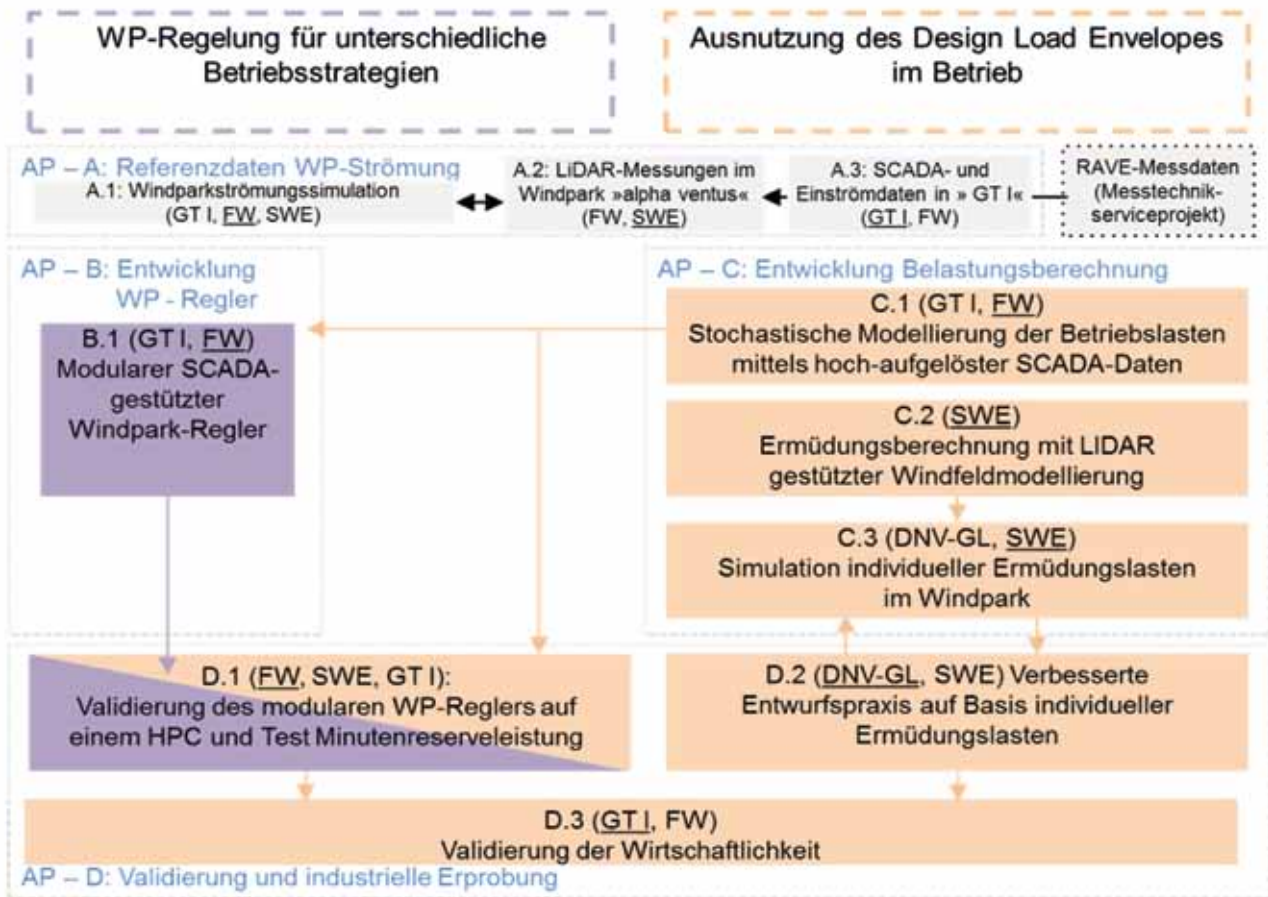 WP-Regelung für unterschiedliche
Betriebsstrategien
Ausnutzung des Design Load Envelopes
im Betrieb
AP – A: Referenzdaten WP-Strömung
A.1: Windparkströmungssimulation
(GT I, FW, SWE)
A.2: LiDAR-Messungen im
Windpark »alpha ventus«
(FW, SWE)
A.3: SCADA- und
Einströmdaten in » GT I«
(GT I, FW)
RAVE-Messdaten
(Messtechnik-
serviceprojekt)
AP – B: Entwicklung
WP - Regler
B.1 (GT I, FW)
Modularer SCADA-
gestützter
Windpark-Regler
AP – C: Entwicklung Belastungsberechnung
C.1 (GT I, FW)
Stochastische Modellierung der Betriebslasten
mittels hoch-aufgelöster SCADA-Daten
C.2 (SWE)
Ermüdungsberechnung mit LIDAR
gestützter Windfeldmodellierung
C.3 (DNV-GL, SWE)
Simulation individueller Ermüdungslasten
im Windpark
D.1 (FW, SWE, GT I):
Validierung des modularen WP-Reglers auf
einem HPC und Test Minutenreserveleistung
D.2 (DNV-GL, SWE) Verbesserte
Entwurfspraxis auf Basis individueller
Ermüdungslasten
D.3 (GT I, FW)
Validierung der Wirtschaftlichkeit
AP – D: Validierung und industrielle Erprobung